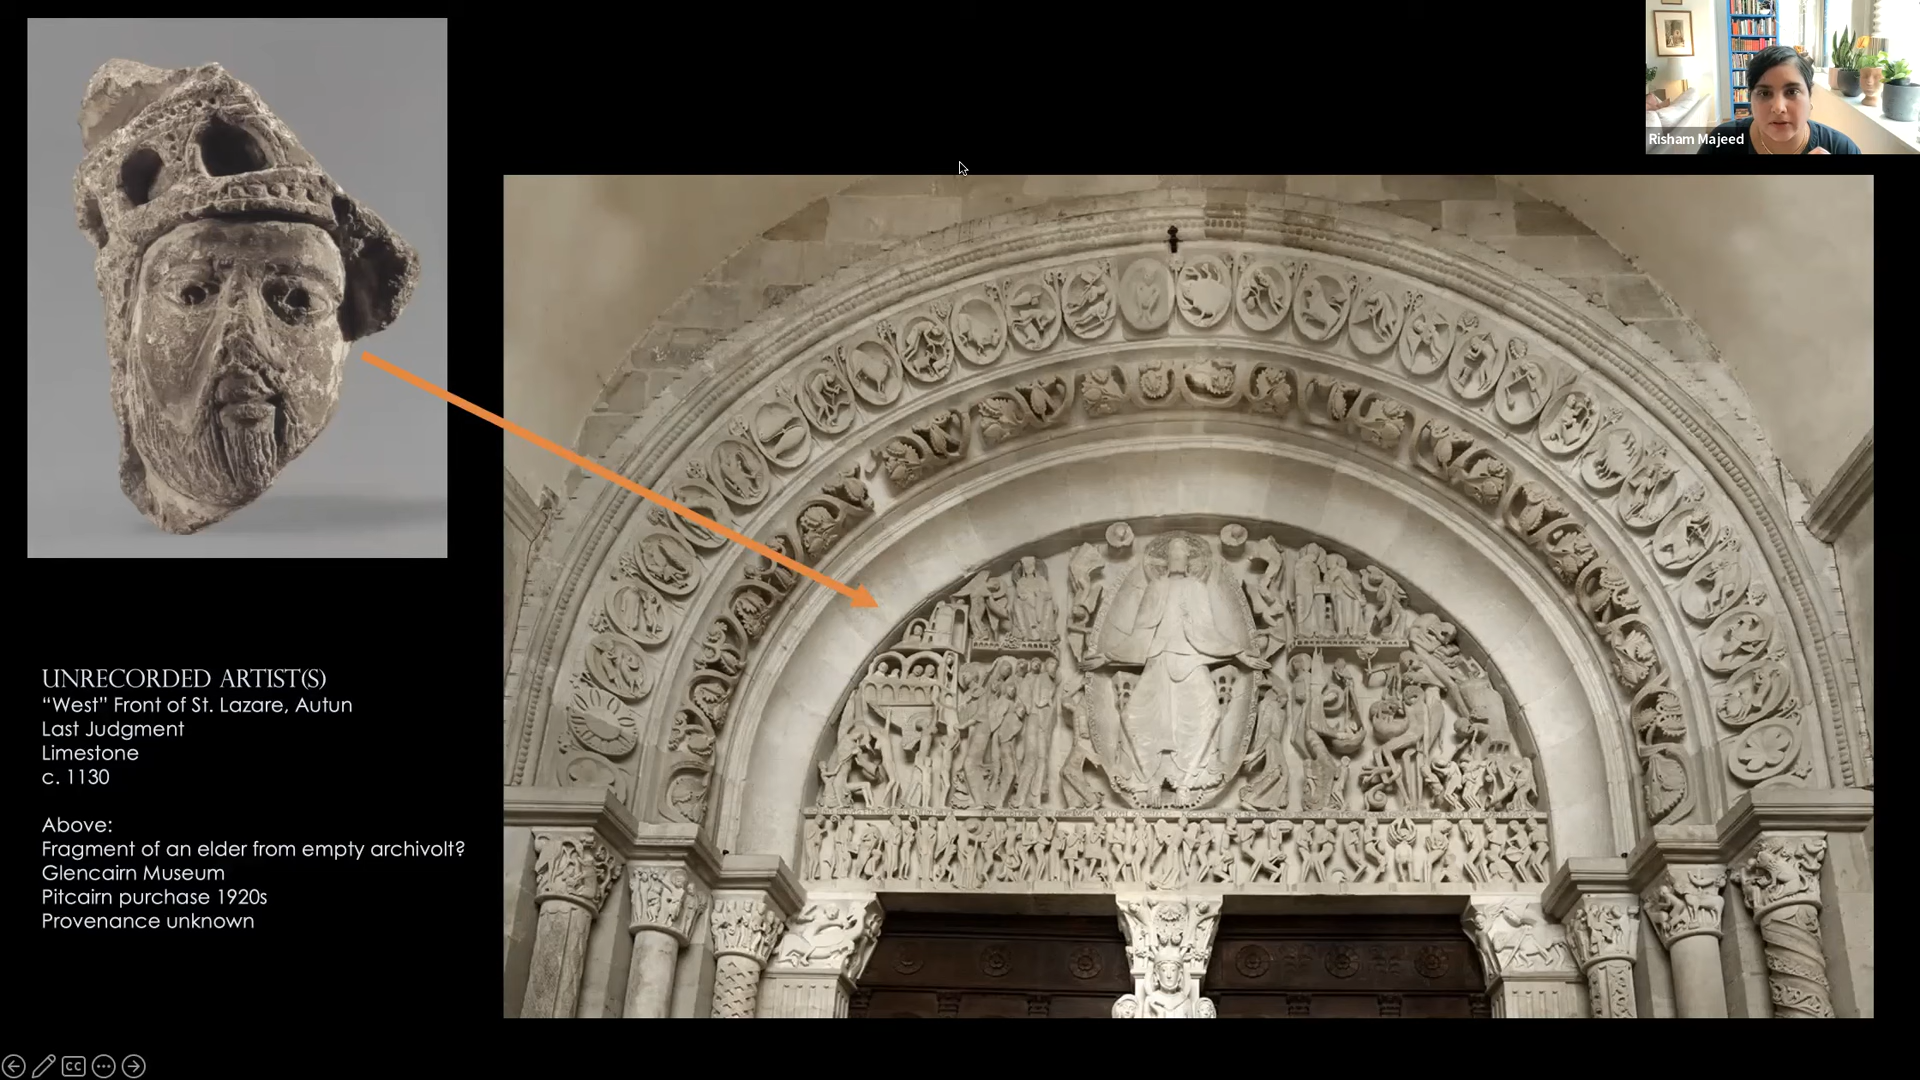 Risham Majeed
UNRECORDED ARTIST(S)
“West” Front of St. Lazare, Autun
Last Judgment
Limestone
c. 1130
Above:
Fragment of an elder from empty archivolt?
Glencairn Museum
Pitcairn purchase 1920s
Provenance unknown
CC